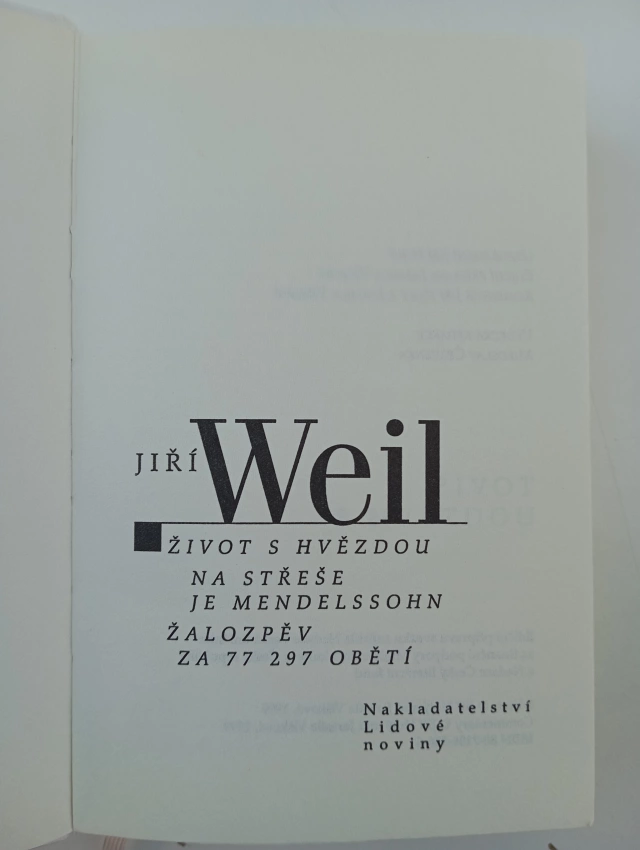 JIŘÍ Weil
ŽIVOT S HVĚZDOU
NA STŘEŠE
JE MENDELSSOHN
ŽALOZPĚV
ZA 77 297 OBĚTÍ
Nakladatelství
Lidové
noviny